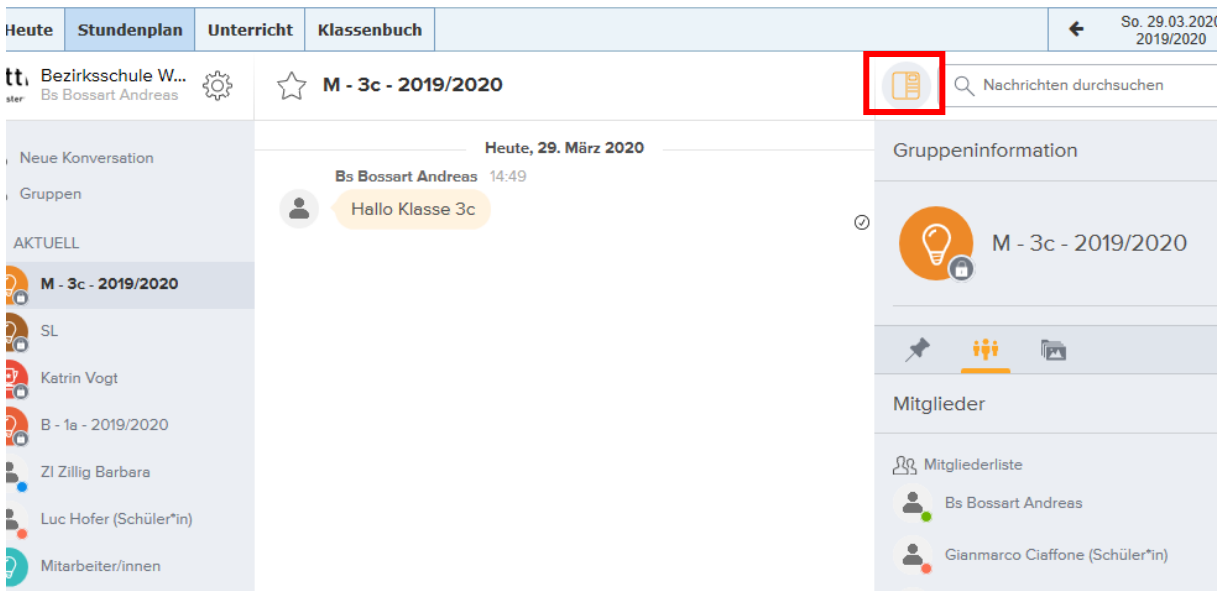 Heute Stundenplan Unterricht Klassenbuch
So. 29.03.2020
2019/2020
Bezirksschule W...
Bs Bossart Andreas
M - 3c - 2019/2020
Nachrichten durchsuchen
Neue Konversation
Gruppen
AKTUELL
M - 3c - 2019/2020
SL
Katrin Vogt
B - 1a - 2019/2020
ZI Zillig Barbara
Luc Hofer (Schüler*in)
Mitarbeiter/innen
Heute, 29. März 2020
Bs Bossart Andreas 14:49
Hallo Klasse 3c
Gruppeninformation
M - 3c - 2019/2020
Mitglieder
Mitgliederliste
Bs Bossart Andreas
Gianmarco Ciaffone (Schüler*in)